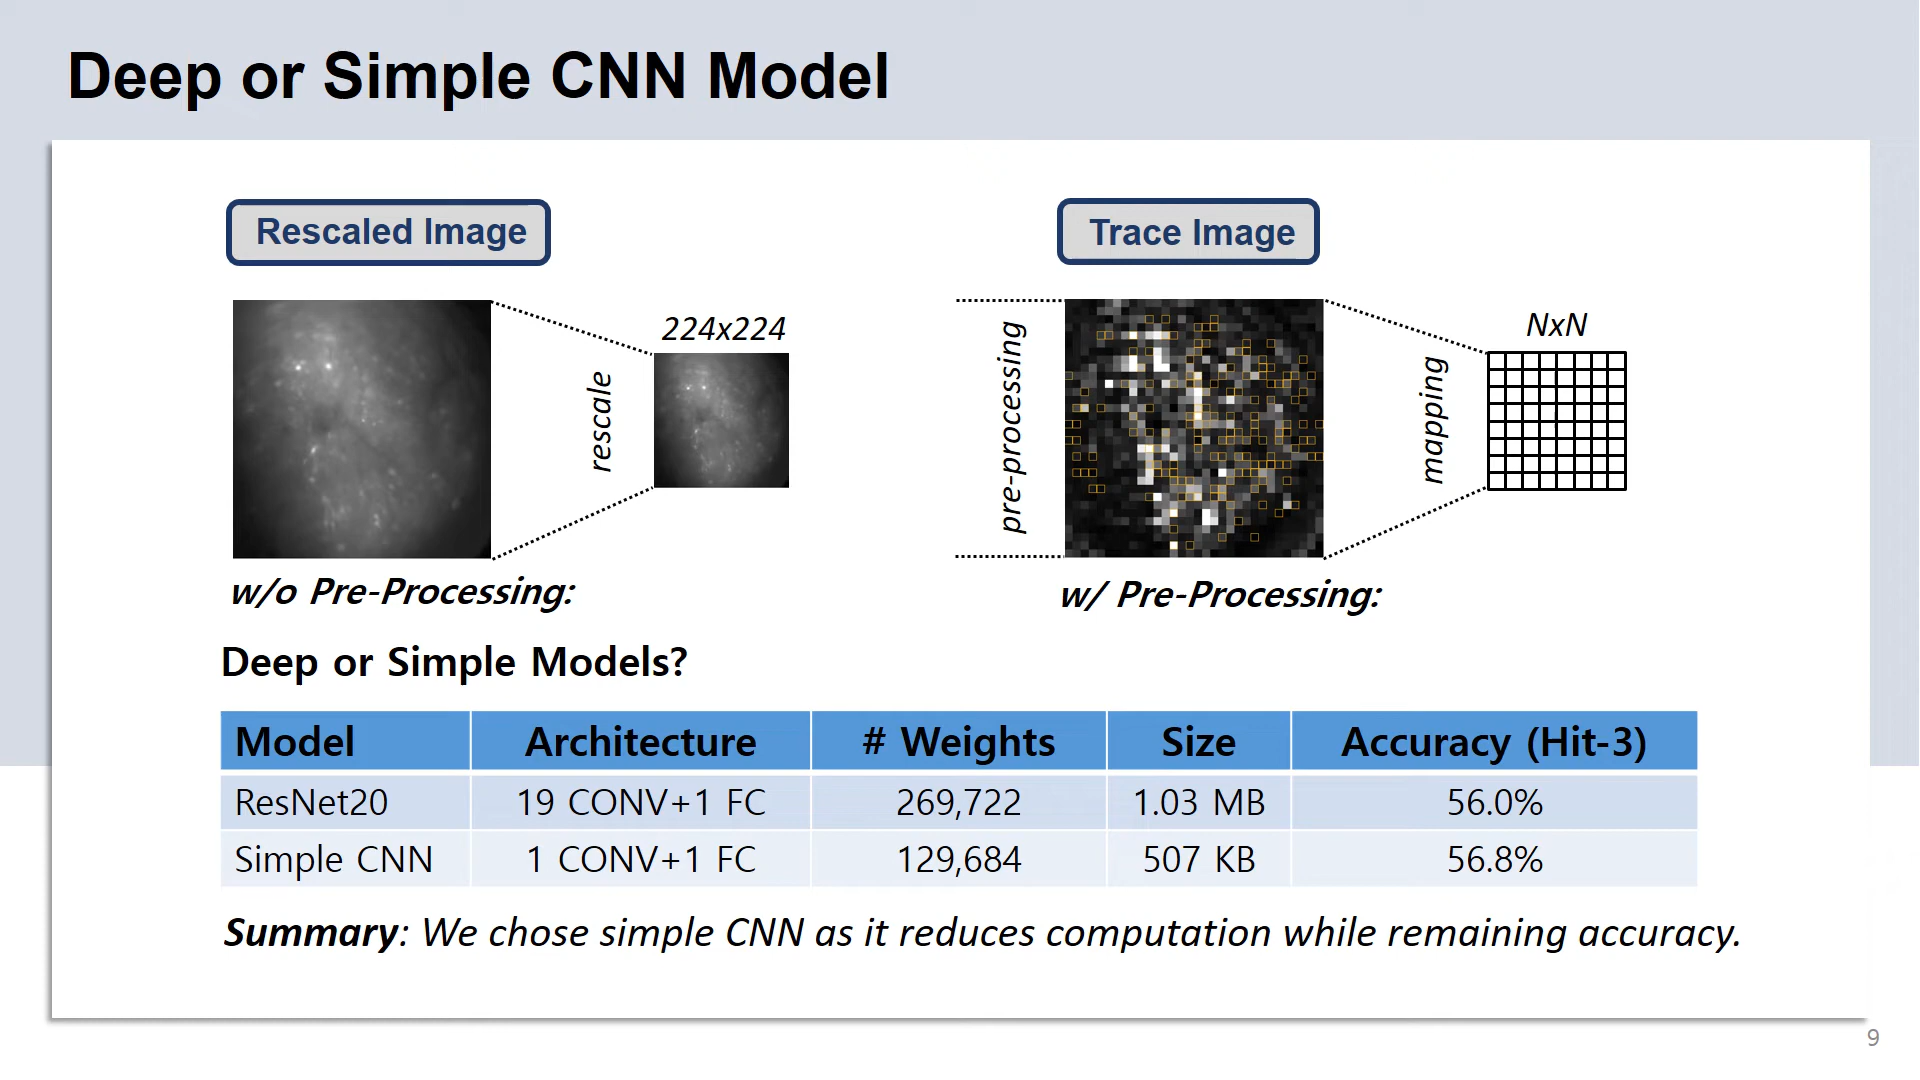 Deep or Simple CNN Model
Rescaled Image
Trace Image
224x224
rescale
pre-processing
mapping
NxN
w/o Pre-Processing:
w/ Pre-Processing:
Deep or Simple Models?
Model Architecture # Weights Size Accuracy (Hit-3)
ResNet20 19 CONV+1 FC 269,722 1.03 MB 56.0%
Simple CNN 1 CONV+1 FC 129,684 507 KB 56.8%
Summary: We chose simple CNN as it reduces computation while remaining accuracy.
9